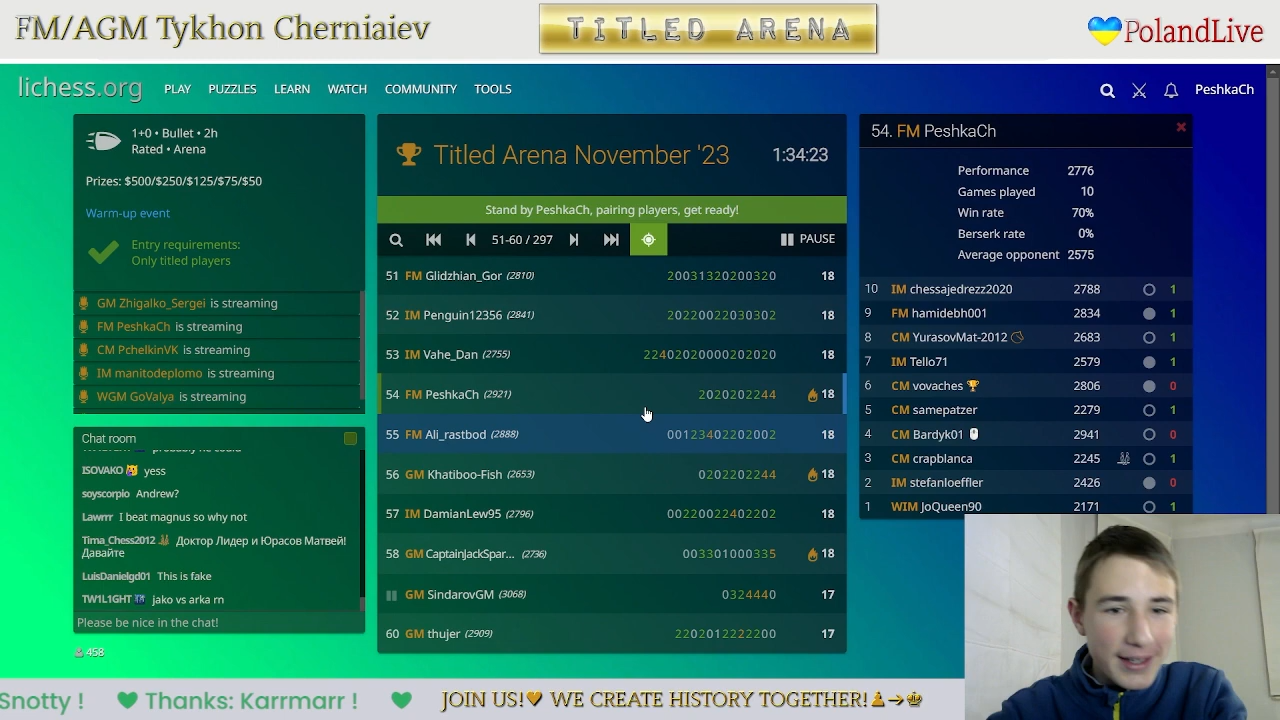 FM/AGM Tykhon Cherniaiev
TITLED ARENA
PolandLive
lichess.org
PLAY PUZZLES LEARN WATCH COMMUNITY TOOLS
PeshkaCh
1+0 • Bullet • 2h
Rated • Arena
Prizes: $500/$250/$125/$75/$50
Warm-up event
Entry requirements:
Only titled players
GM Zhigalko_Sergei is streaming
FM PeshkaCh is streaming
CM PchelkinVK is streaming
IM manitodeplomo is streaming
WGM GoValya is streaming
Chat room
ISOVAKO yess
soyscorpio Andrew?
Lawrrr I beat magnus so why not
Tima_Chess2012 Доктор Лидер и Юрасов Матвей!
Давайте
LuisDanielgd01 This is fake
TW1L1GHT jako vs arka rn
Please be nice in the chat!
458
Titled Arena November '23 1:34:23
Stand by PeshkaCh, pairing players, get ready!
51-60 / 297 PAUSE
51 FM Glidzhian_Gor (2810) 20031320200320 18
52 IM Penguin12356 (2841) 20220022030302 18
53 IM Vahe_Dan (2755) 22402020000202020 18
54 FM PeshkaCh (2921) 2020202244 18
55 FM Ali_rastbod (2888) 00123402202002 18
56 GM Khatiboo-Fish (2653) 0202202244 18
57 IM DamianLew95 (2796) 00220022402202 18
58 GM CaptainJackSpar... (2736) 003301000335 18
GM SindarovGM (3068) 0324440 17
60 GM thujer (2909) 2202012222200 17
54. FM PeshkaCh
Performance 2776
Games played 10
Win rate 70%
Berserk rate 0%
Average opponent 2575
10 IM chessajedrezz2020 2788 1
9 FM hamidebh001 2834 1
8 CM YurasovMat-2012 2683 1
7 IM Tello71 2579 1
6 CM vovaches 2806 0
5 CM samepatzer 2279 1
4 CM Bardyk01 2941 0
3 CM crapblanca 2245 1
2 IM stefanloeffler 2426 0
1 WIM JoQueen90 2171 1
Snotty ! Thanks: Karrmarr !
JOIN US! WE CREATE HISTORY TOGETHER!